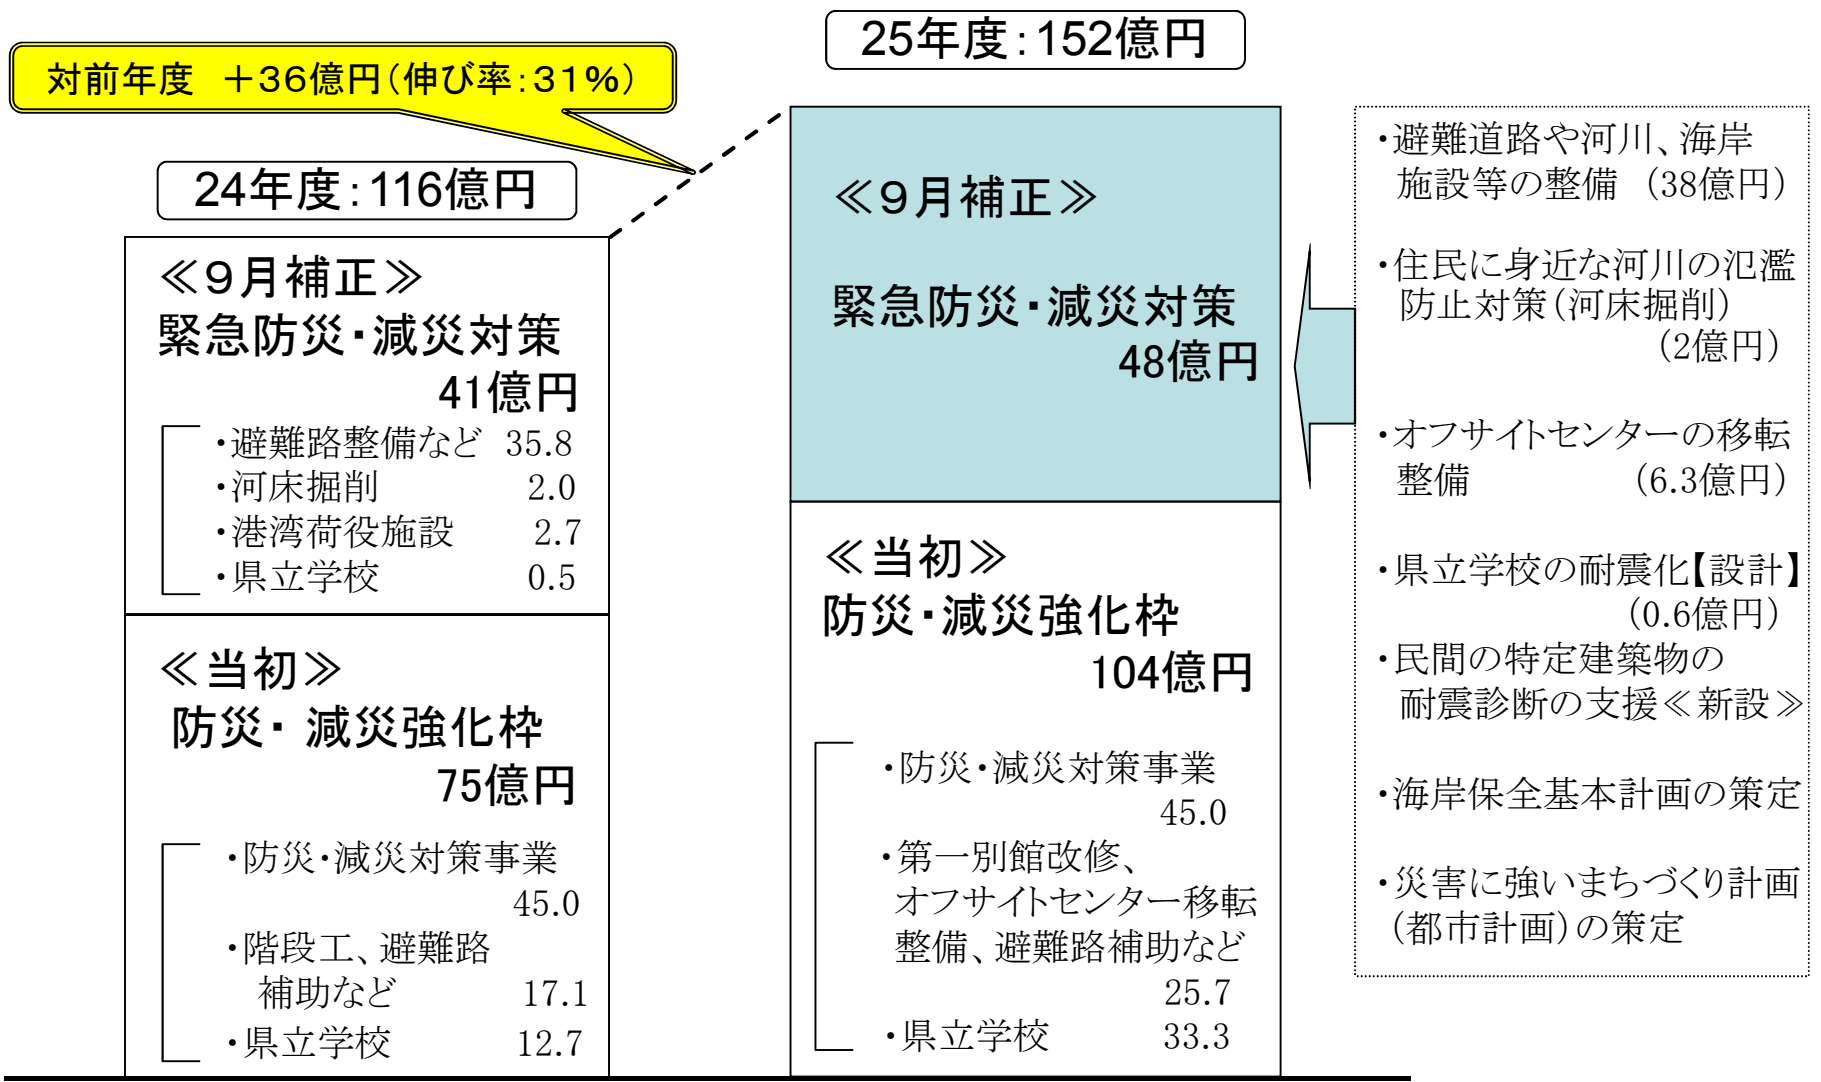 25年度：152億円
対前年度　＋３６億円（伸び率：３１％）
24年度：116億円
≪９月補正≫
緊急防災・減災対策
41億円
・避難路整備など 35.8
・河床掘削 2.0
・港湾荷役施設 2.7
・県立学校 0.5
≪当初≫
防災・ 減災強化枠
75億円
・防災・減災対策事業
45.0
・階段工、避難路
補助など 17.1
・県立学校 12.7
≪９月補正≫
緊急防災・減災対策
48億円
≪当初≫
防災・減災強化枠
104億円
・防災・減災対策事業
45.0
・第一別館改修、
オフサイトセンター移転
整備、避難路補助など
25.7
・県立学校 33.3
・避難道路や河川、海岸
施設等の整備 （38億円）
・住民に身近な河川の氾濫
防止対策（河床掘削）
（2億円）
・オフサイトセンターの移転
整備 （6.3億円）
・県立学校の耐震化【設計】
（0.6億円）
・民間の特定建築物の
耐震診断の支援≪新設≫
・海岸保全基本計画の策定
・災害に強いまちづくり計画
（都市計画）の策定